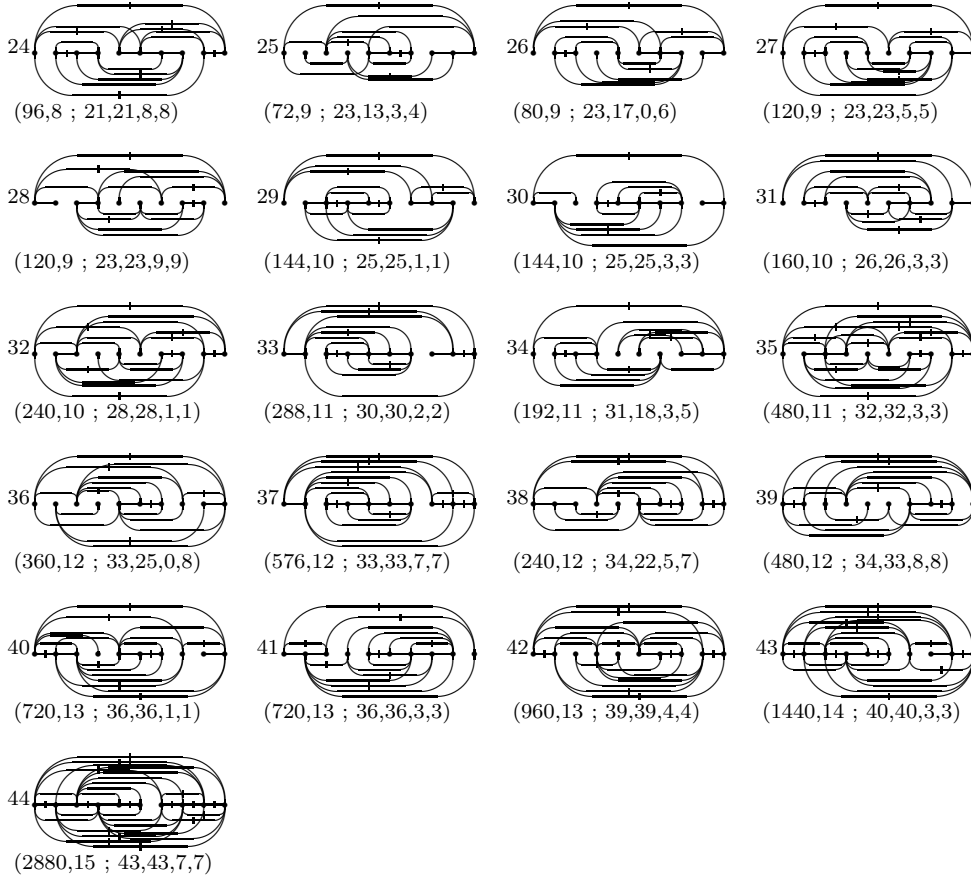 24 25 26 27
(96,8 ; 21,21,8,8) (72,9 ; 23,13,3,4) (80,9 ; 23,17,0,6) (120,9 ; 23,23,5,5)
28 29 30 31
(120,9 ; 23,23,9,9) (144,10 ; 25,25,1,1) (144,10 ; 25,25,3,3) (160,10 ; 26,26,3,3)
32 33 34 35
(240,10 ; 28,28,1,1) (288,11 ; 30,30,2,2) (192,11 ; 31,18,3,5) (480,11 ; 32,32,3,3)
36 37 38 39
(360,12 ; 33,25,0,8) (576,12 ; 33,33,7,7) (240,12 ; 34,22,5,7) (480,12 ; 34,33,8,8)
40 41 42 43
(720,13 ; 36,36,1,1) (720,13 ; 36,36,3,3) (960,13 ; 39,39,4,4) (1440,14 ; 40,40,3,3)
44
(2880,15 ; 43,43,7,7)